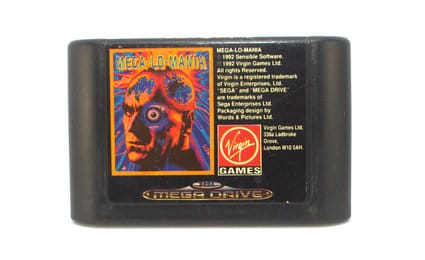 MEGA-LO-MANIA
MEGA-LO-MANIA
© 1992 Sensible Software.
© 1992 Virgin Games Ltd.
All rights Reserved.
Virgin is a registered trademark
of Virgin Enterprises, Ltd.
"SEGA" and "MEGA DRIVE"
are trademarks of
Sega Enterprises Ltd.
Packaging design by
Words & Pictures Ltd.
Virgin
GAMES
Virgin Games Ltd,
338a Ladbroke
Grove,
London W10 5AH.
MEGA DRIVE